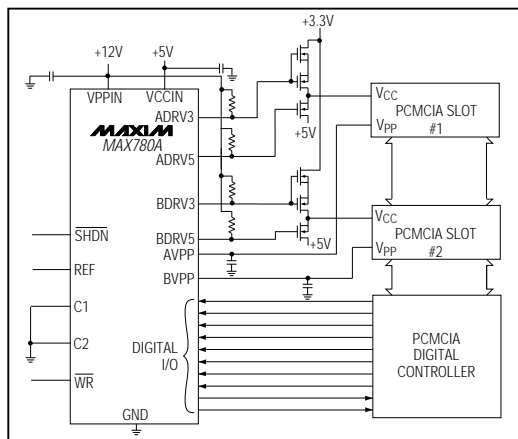 +3.3V
+12V
+5V
VPPIN
VCCIN
MAXIM
MAX780A
ADRV3
ADRV5
BDRV3
BDRV5
AVPP
BVPP
SHDN
REF
C1
C2
WR
GND
DIGITAL
I/O
+5V
+5V
VCC
VPP
PCMCIA SLOT
#1
VCC
VPP
PCMCIA SLOT
#2
PCMCIA
DIGITAL
CONTROLLER